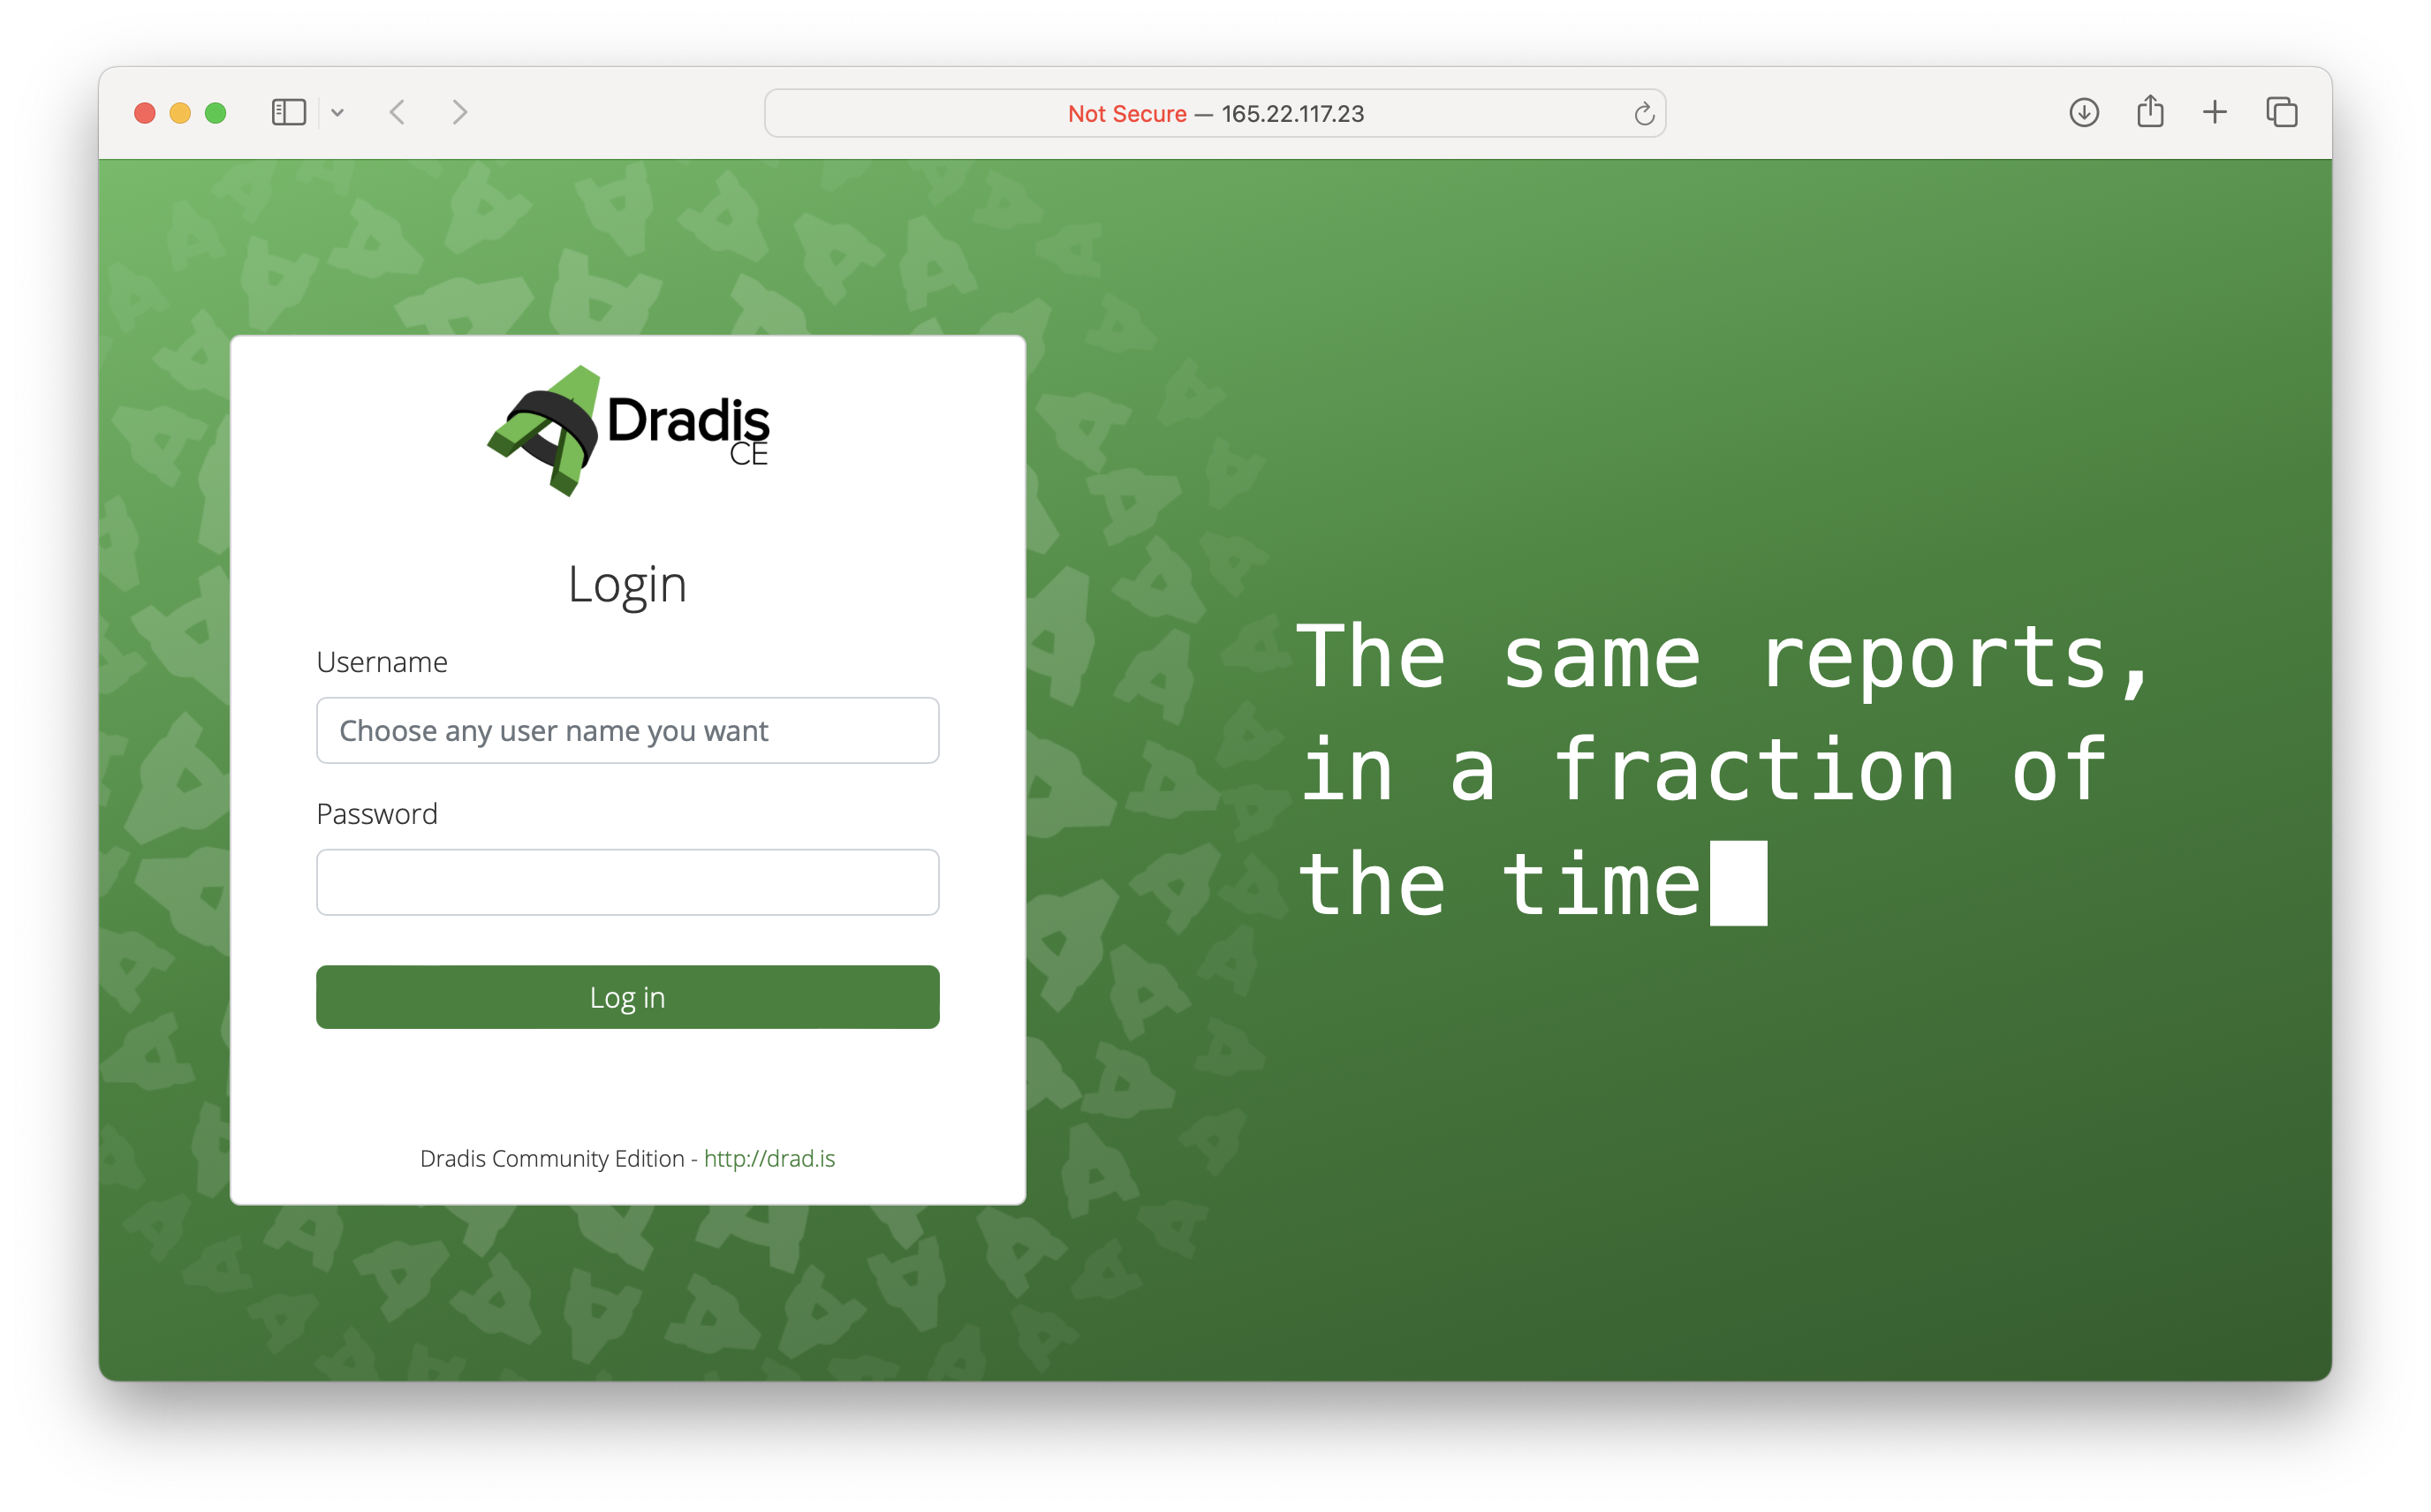 Not Secure — 165.22.117.23
Dradis
CE
Login
Username
Choose any user name you want
Password
Log in
Dradis Community Edition - http://drad.is
The same reports,
in a fraction of
the time